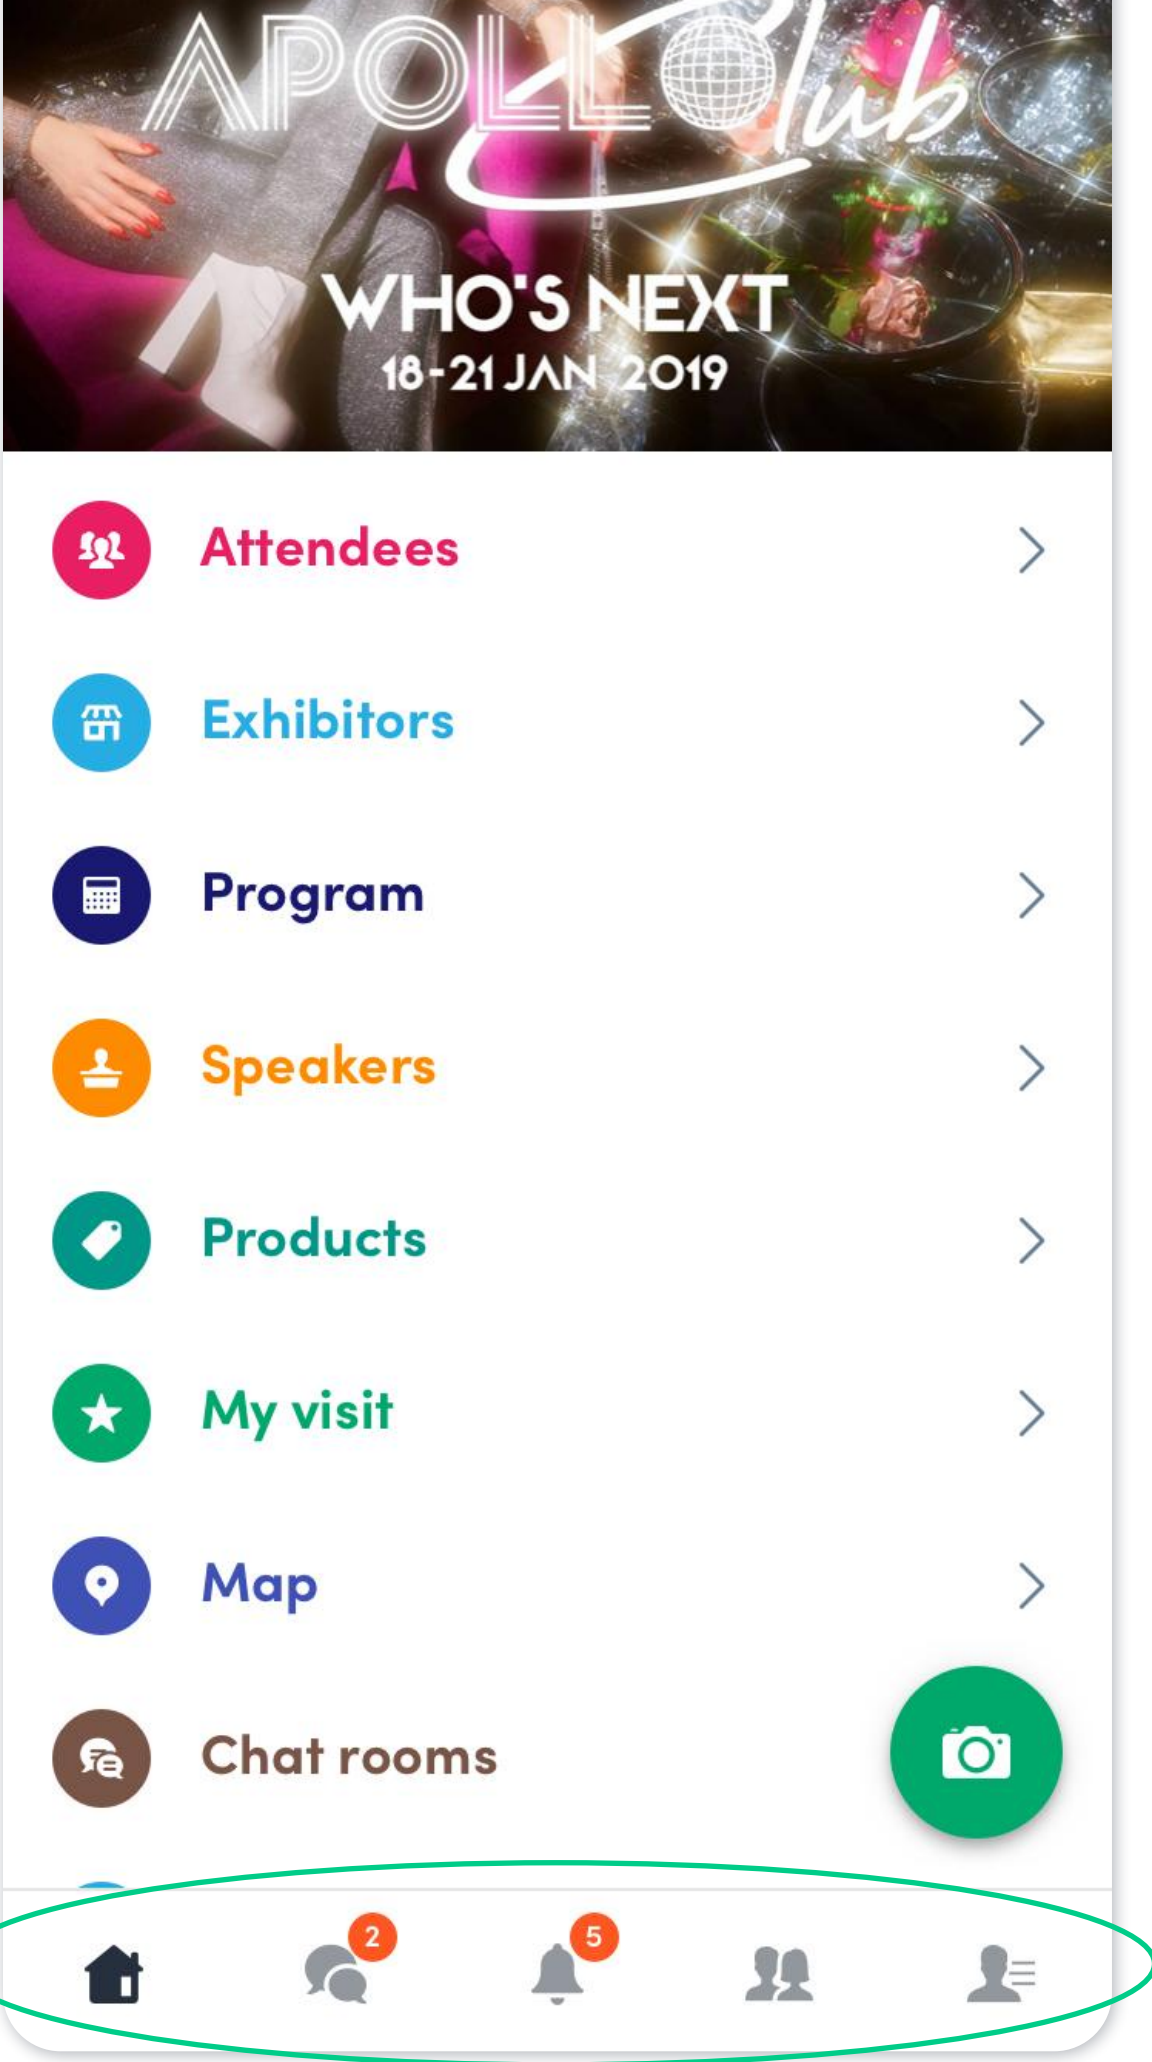 APOLLO Club
WHO'S NEXT
18-21 JAN 2019
Attendees
Exhibitors
Program
Speakers
Products
My visit
Map
Chat rooms
2
5